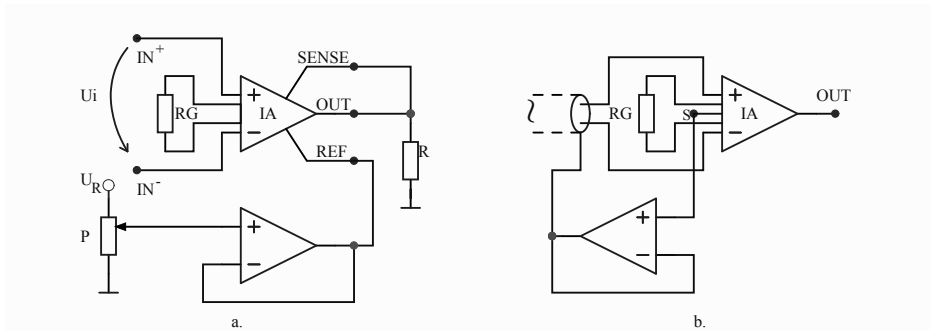 IN+
Ui
RG
+
IA
−
SENSE
OUT
REF
R
IN-
UR
P
+
−
a.
RG
+
S
IA
−
OUT
+
−
b.